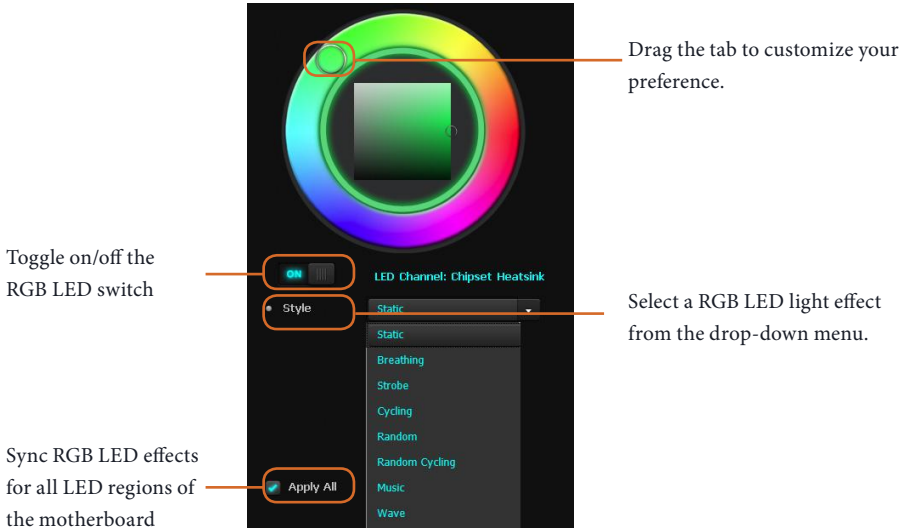 Drag the tab to customize your
preference.
Toggle on/off the
RGB LED switch
ON
LED Channel: Chipset Heatsink
Style
Static
Select a RGB LED light effect
from the drop-down menu.
Static
Breathing
Strobe
Cycling
Random
Random Cycling
Music
Wave
Sync RGB LED effects
for all LED regions of
the motherboard
Apply All